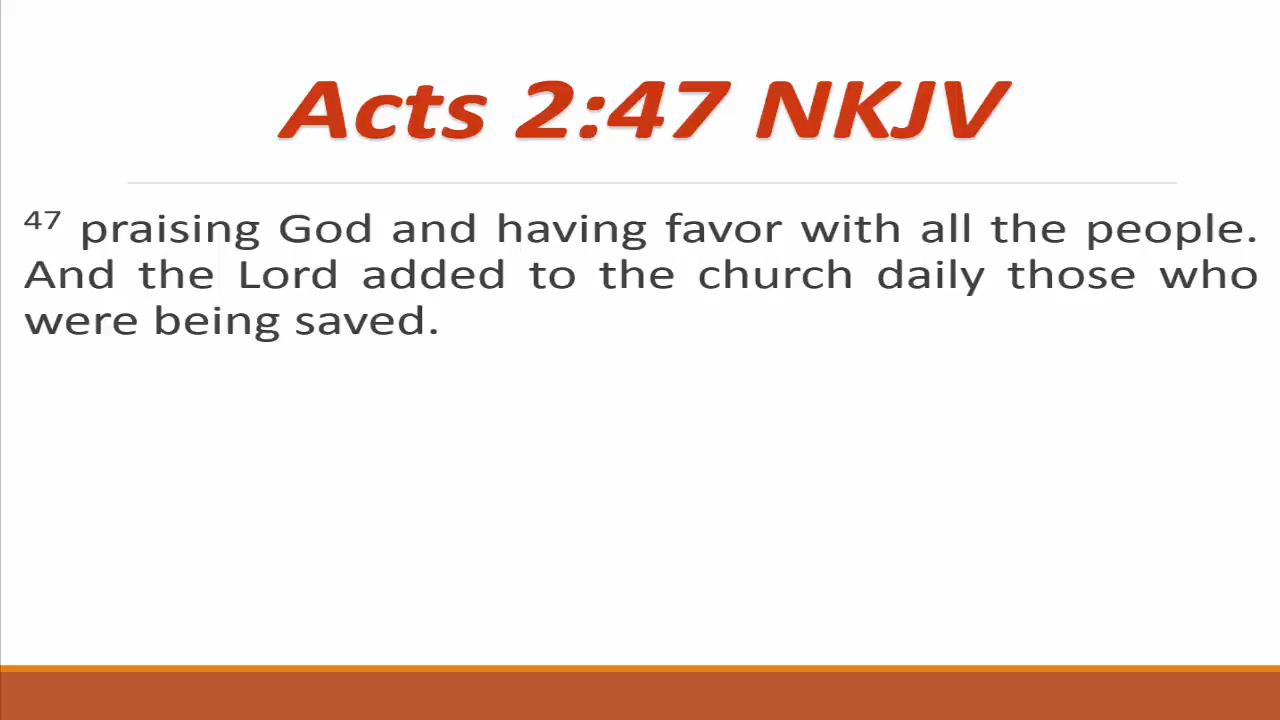 Acts 2:47 NKJV
47 praising God and having favor with all the people.
And the Lord added to the church daily those who
were being saved.